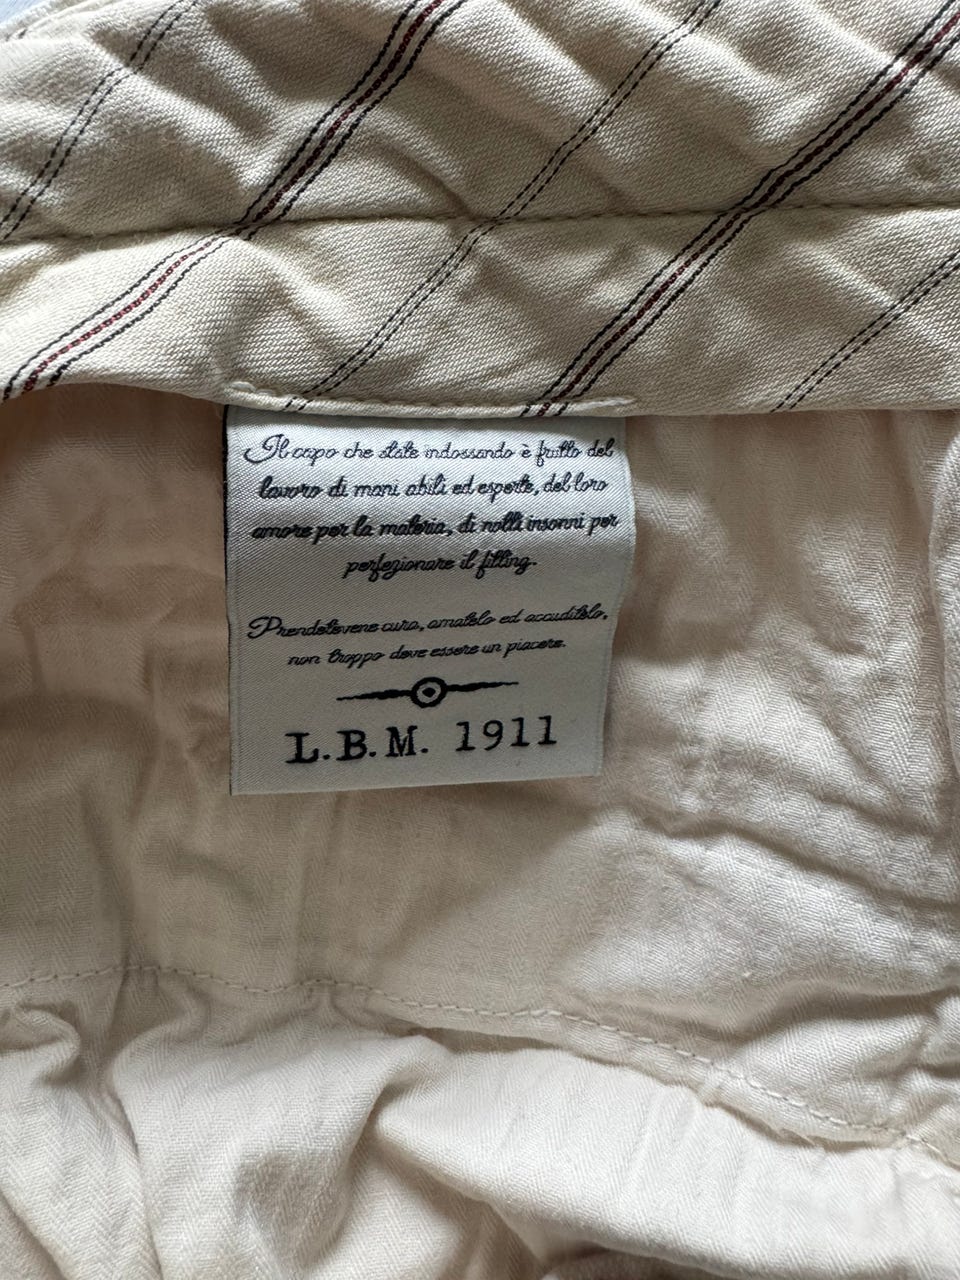 Il capo che state indossando è frutto del
lavoro di mani abili ed esperte, del loro
amore per la materia, di notti insonni per
perfezionare il fitting.
Prendetevene cura, amatelo ed accuditelo,
non troppo deve essere un piacere.
L.B.M. 1911